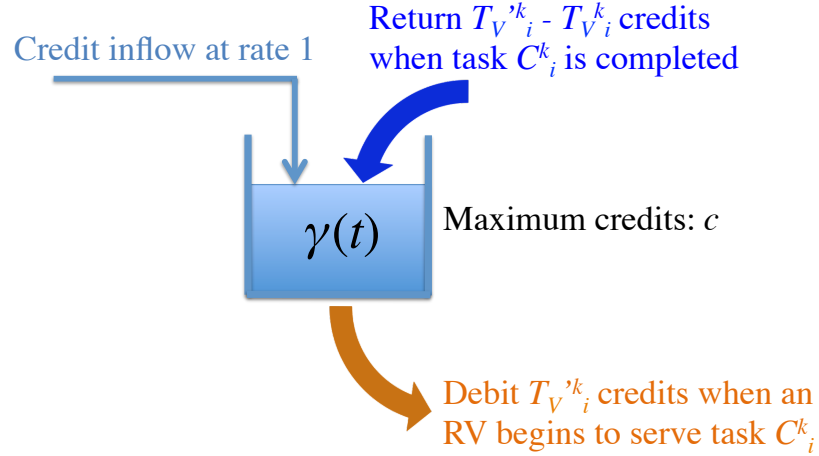 Credit inflow at rate 1
Return T_V'^k_i - T_V^k_i credits
when task C^k_i is completed
γ(t)
Maximum credits: c
Debit T_V'^k_i credits when an
RV begins to serve task C^k_i